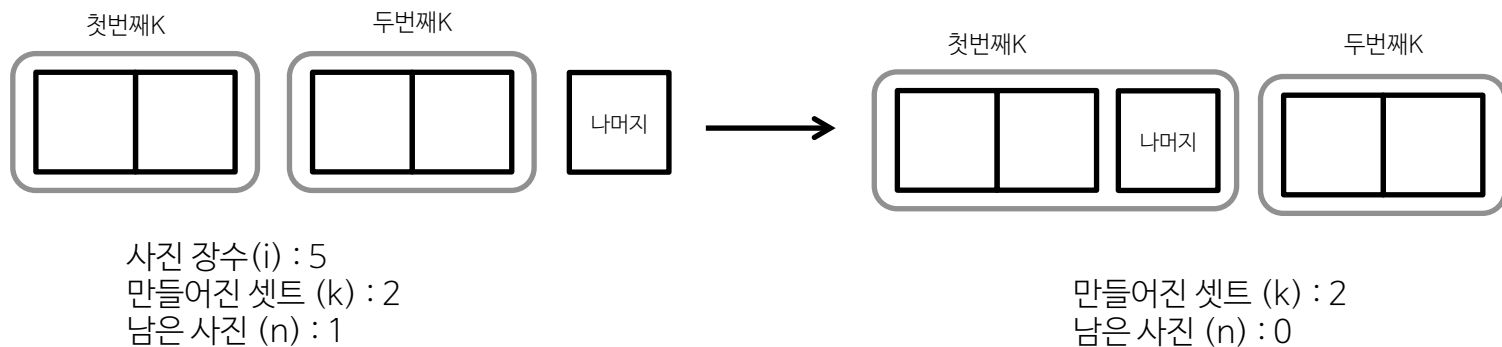 첫번째K
두번째K
나머지
사진 장수(i) : 5
만들어진 셋트 (k) : 2
남은 사진 (n) : 1
첫번째K
두번째K
나머지
만들어진 셋트 (k) : 2
남은 사진 (n) : 0